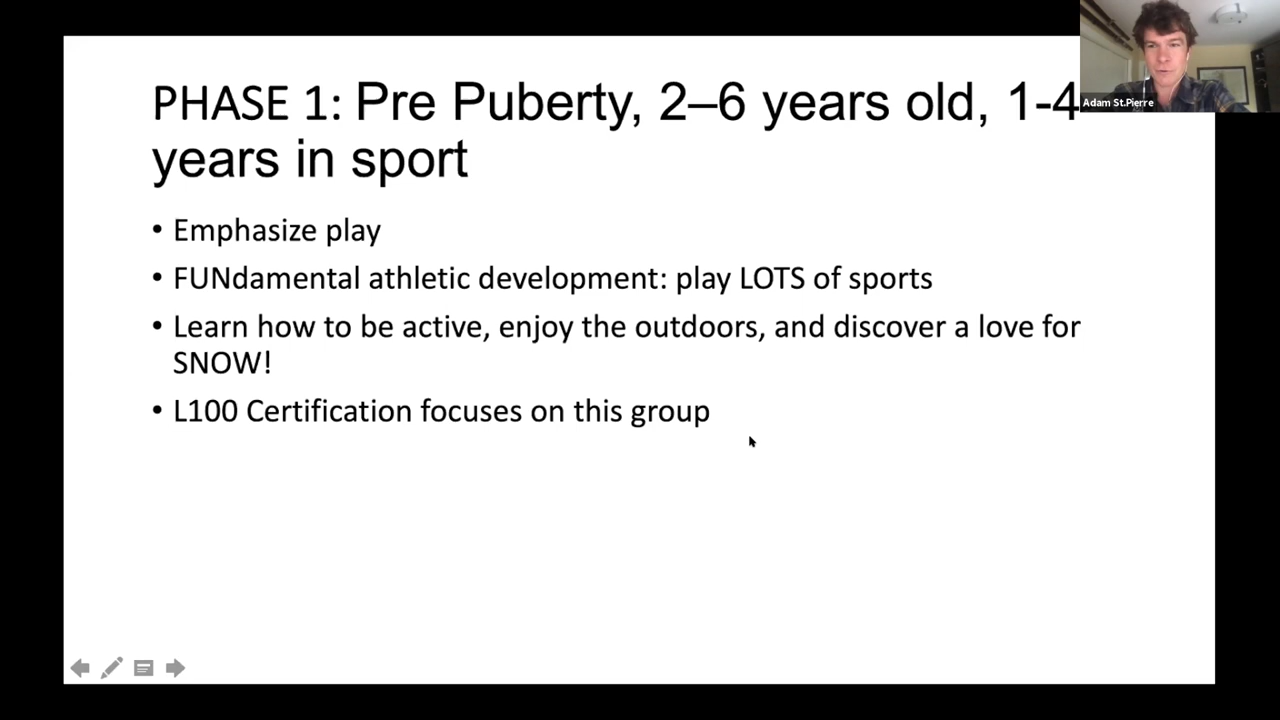 PHASE 1: Pre Puberty, 2–6 years old, 1-4
years in sport
Adam St.Pierre
• Emphasize play
• FUNdamental athletic development: play LOTS of sports
• Learn how to be active, enjoy the outdoors, and discover a love for
SNOW!
• L100 Certification focuses on this group